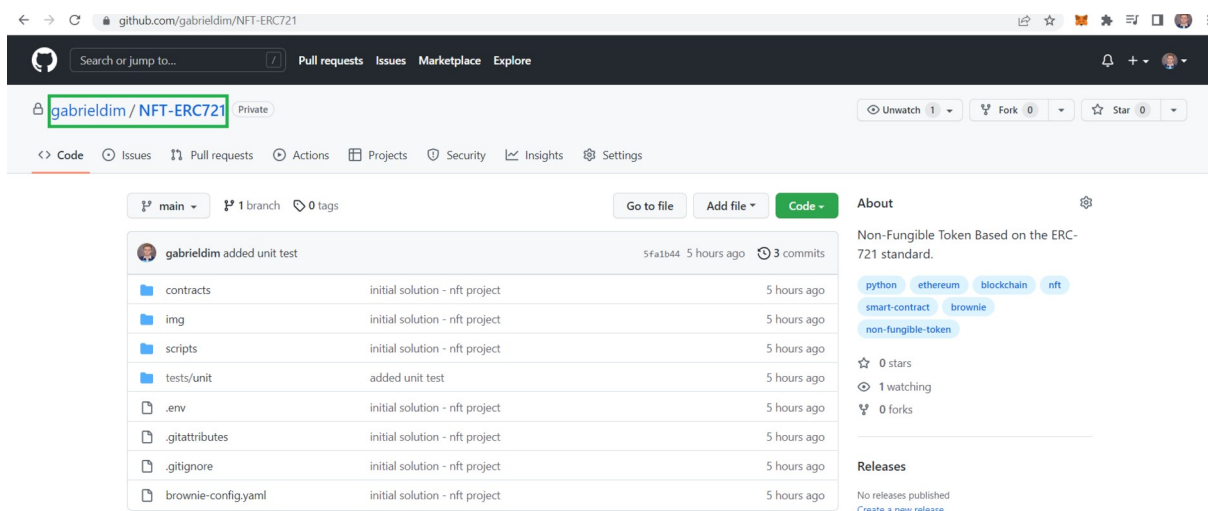 github.com/gabrieldim/NFT-ERC721
Search or jump to... / Pull requests Issues Marketplace Explore
gabrieldim / NFT-ERC721 Private Unwatch 1 Fork 0 Star 0
<> Code Issues Pull requests Actions Projects Security Insights Settings
main 1 branch 0 tags Go to file Add file Code
gabrieldim added unit test 5fa1b44 5 hours ago 3 commits
contracts initial solution - nft project 5 hours ago
img initial solution - nft project 5 hours ago
scripts initial solution - nft project 5 hours ago
tests/unit added unit test 5 hours ago
.env initial solution - nft project 5 hours ago
.gitattributes initial solution - nft project 5 hours ago
.gitignore initial solution - nft project 5 hours ago
brownie-config.yaml initial solution - nft project 5 hours ago
About
Non-Fungible Token Based on the ERC-
721 standard.
python ethereum blockchain nft
smart-contract brownie
non-fungible-token
0 stars
1 watching
0 forks
Releases
No releases published
Create a new release